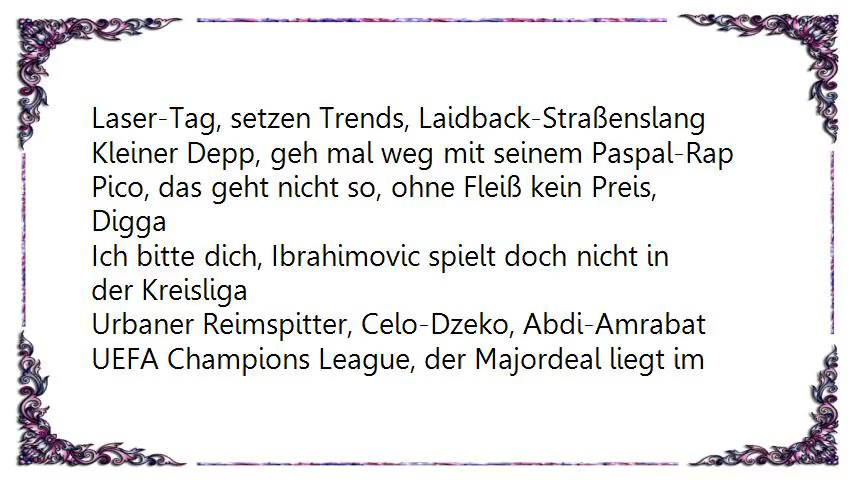 Laser-Tag, setzen Trends, Laidback-Straßenslang
Kleiner Depp, geh mal weg mit seinem Paspal-Rap
Pico, das geht nicht so, ohne Fleiß kein Preis,
Digga
Ich bitte dich, Ibrahimovic spielt doch nicht in
der Kreisliga
Urbaner Reimspitter, Celo-Dzeko, Abdi-Amrabat
UEFA Champions League, der Majordeal liegt im